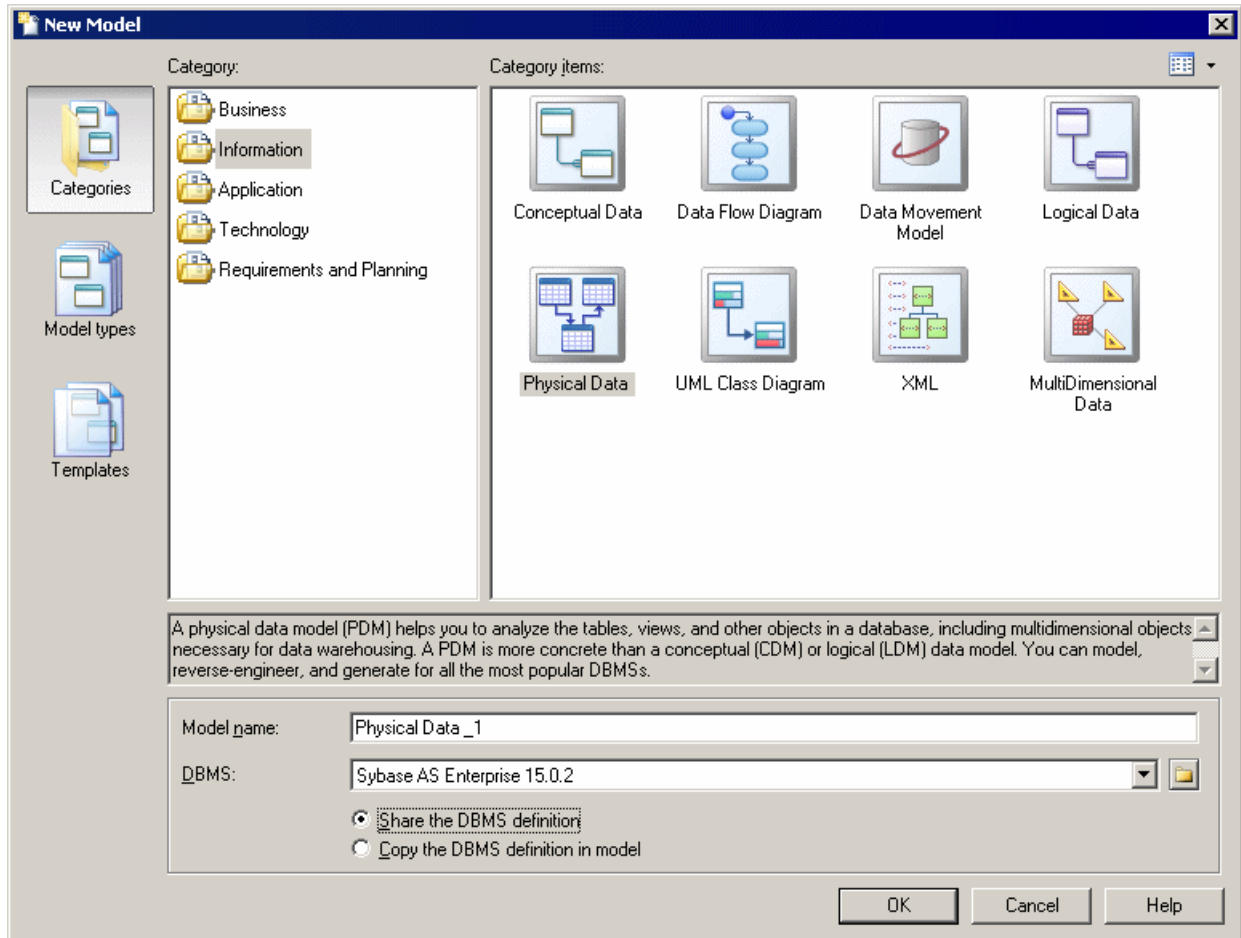 New Model
Category:
Category items:
Categories
Model types
Templates
Business
Information
Application
Technology
Requirements and Planning
Conceptual Data
Data Flow Diagram
Data Movement
Model
Logical Data
Physical Data
UML Class Diagram
XML
MultiDimensional
Data
A physical data model (PDM) helps you to analyze the tables, views, and other objects in a database, including multidimensional objects
necessary for data warehousing. A PDM is more concrete than a conceptual (CDM) or logical (LDM) data model. You can model,
reverse-engineer, and generate for all the most popular DBMSs.
Model name:
Physical Data _1
DBMS:
Sybase AS Enterprise 15.0.2
Share the DBMS definition
Copy the DBMS definition in model
OK
Cancel
Help